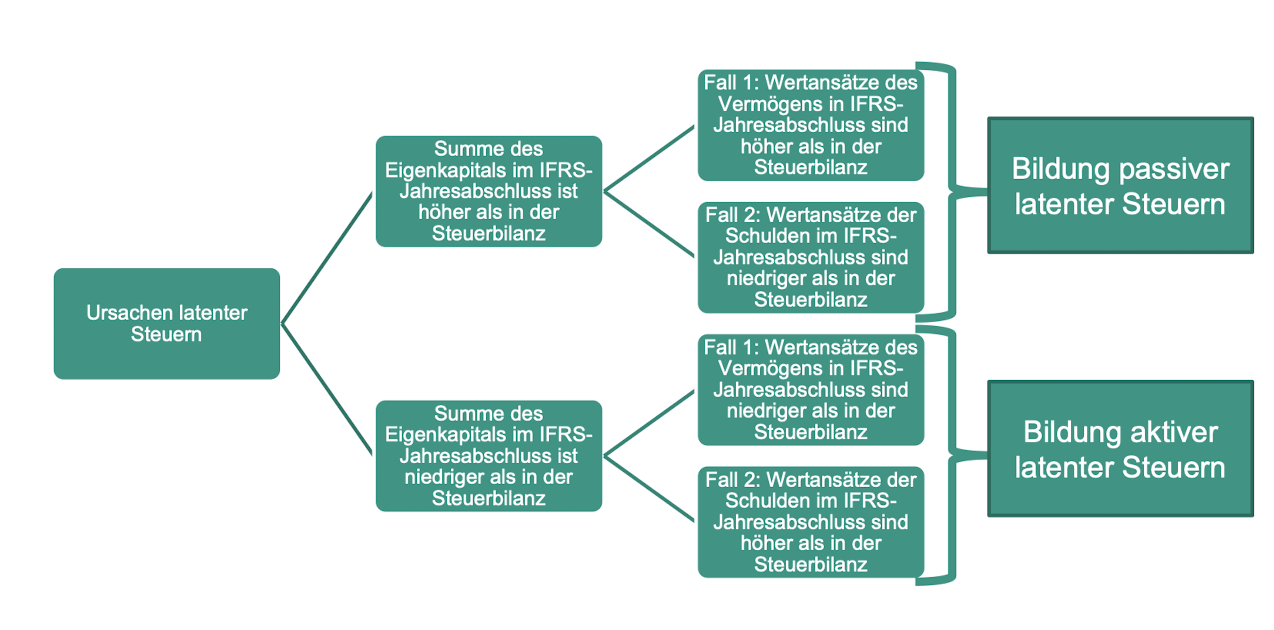 Ursachen latenter
Steuern
Summe des
Eigenkapitals im IFRS-
Jahresabschluss ist
höher als in der
Steuerbilanz
Fall 1: Wertansätze des
Vermögens in IFRS-
Jahresabschluss sind
höher als in der
Steuerbilanz
Fall 2: Wertansätze der
Schulden im IFRS-
Jahresabschluss sind
niedriger als in der
Steuerbilanz
Bildung passiver
latenter Steuern
Summe des
Eigenkapitals im IFRS-
Jahresabschluss ist
niedriger als in der
Steuerbilanz
Fall 1: Wertansätze des
Vermögens in IFRS-
Jahresabschluss sind
niedriger als in der
Steuerbilanz
Fall 2: Wertansätze der
Schulden im IFRS-
Jahresabschluss sind
höher als in der
Steuerbilanz
Bildung aktiver
latenter Steuern